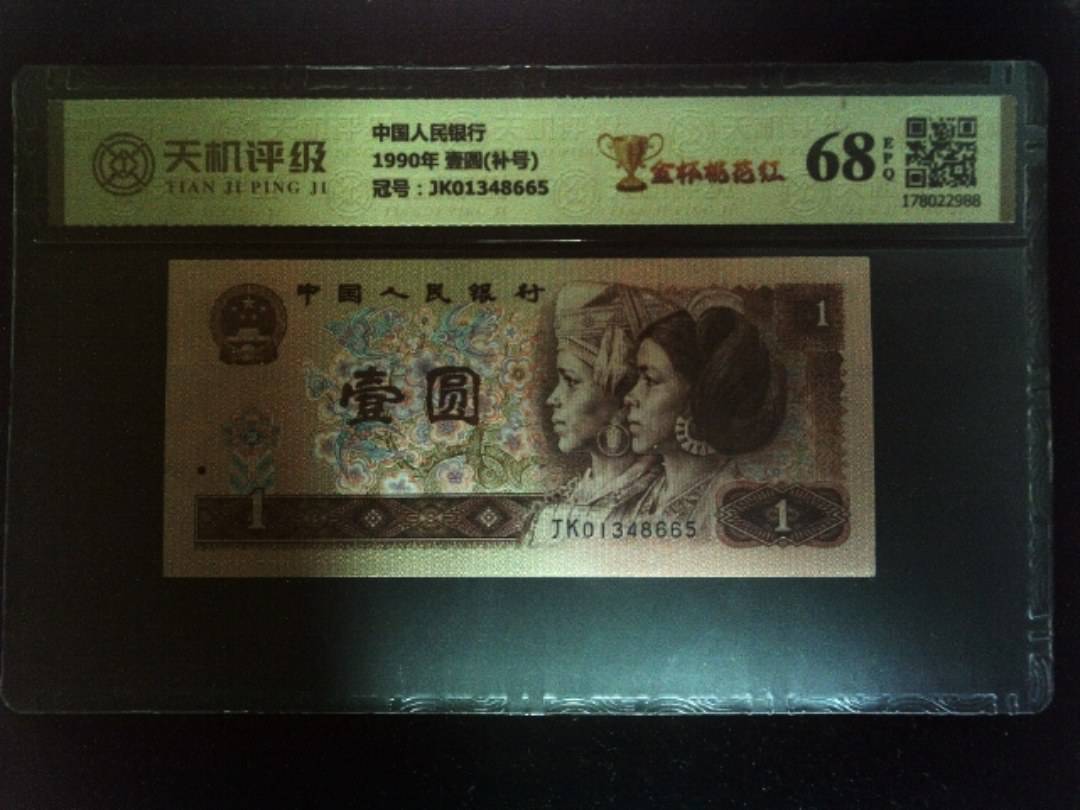 天机评级
TIAN JI PING JI
中国人民银行
1990年 壹圆(补号)
冠号：JK01348665
金杯桃花红
68
EPQ
178022988
中国人民银行
壹圆
1
1
JK01348665
1